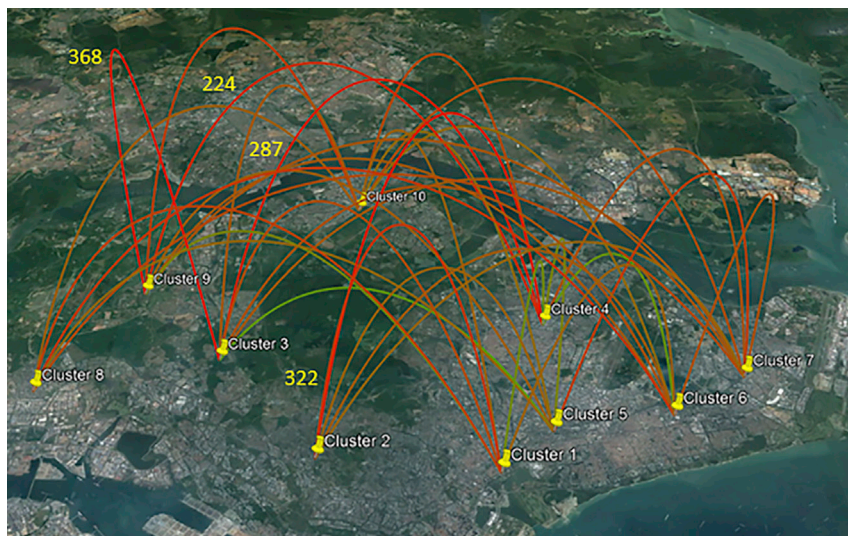 368
224
287
Cluster 10
Cluster 9
Cluster 4
Cluster 3
Cluster 7
Cluster 8
322
Cluster 6
Cluster 5
Cluster 2
Cluster 1